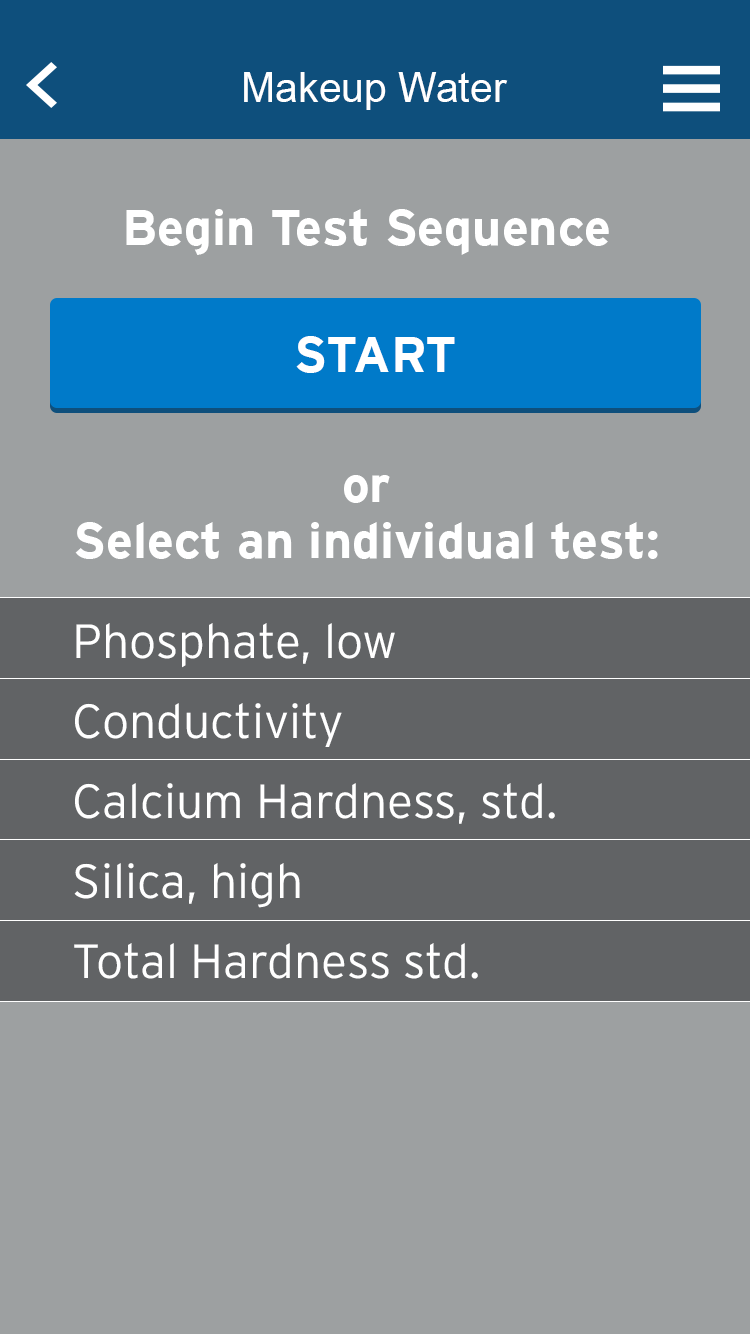 Makeup Water
Begin Test Sequence
START
or
Select an individual test:
Phosphate, low
Conductivity
Calcium Hardness, std.
Silica, high
Total Hardness std.